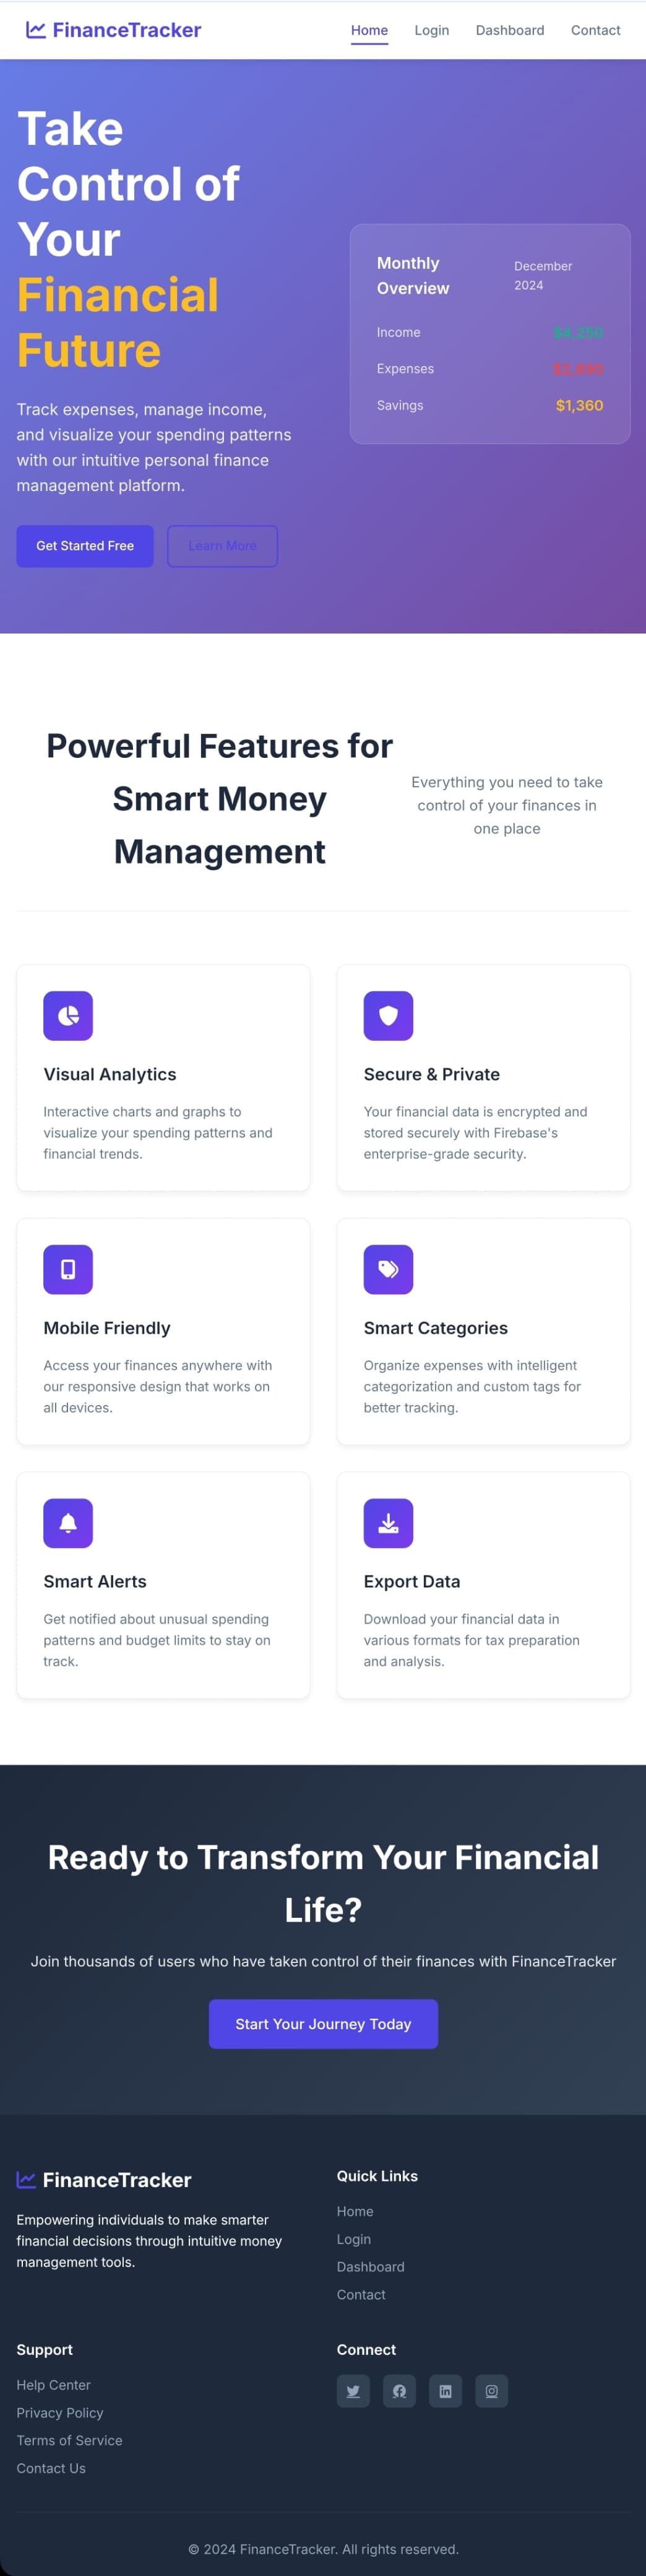 FinanceTracker
Home
Login
Dashboard
Contact
Take
Control of
Your
Financial
Future
Track expenses, manage income,
and visualize your spending patterns
with our intuitive personal finance
management platform.
Get Started Free
Learn More
Monthly
Overview
December
2024
Income
$4,250
Expenses
$2,890
Savings
$1,360
Powerful Features for
Smart Money
Management
Everything you need to take
control of your finances in
one place
Visual Analytics
Interactive charts and graphs to
visualize your spending patterns and
financial trends.
Secure & Private
Your financial data is encrypted and
stored securely with Firebase's
enterprise-grade security.
Mobile Friendly
Access your finances anywhere with
our responsive design that works on
all devices.
Smart Categories
Organize expenses with intelligent
categorization and custom tags for
better tracking.
Smart Alerts
Get notified about unusual spending
patterns and budget limits to stay on
track.
Export Data
Download your financial data in
various formats for tax preparation
and analysis.
Ready to Transform Your Financial
Life?
Join thousands of users who have taken control of their finances with FinanceTracker
Start Your Journey Today
FinanceTracker
Empowering individuals to make smarter
financial decisions through intuitive money
management tools.
Quick Links
Home
Login
Dashboard
Contact
Support
Help Center
Privacy Policy
Terms of Service
Contact Us
Connect
© 2024 FinanceTracker. All rights reserved.